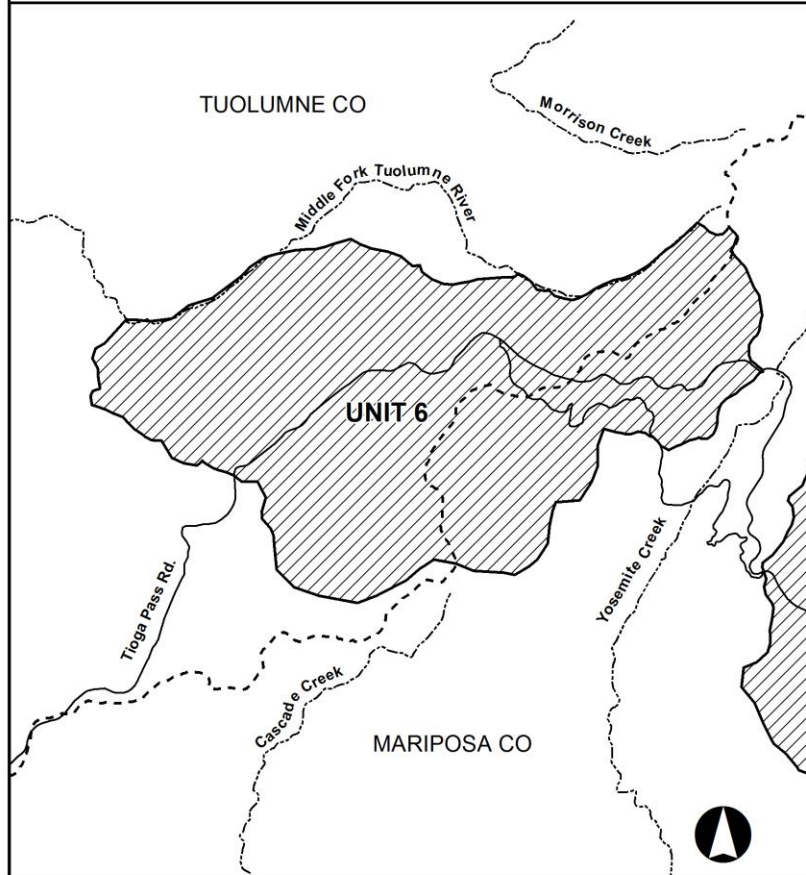 TUOLUMNE CO
Morrison Creek
Middle Fork Tuolumne River
UNIT 6
Tioga Pass Rd.
Yosemite Creek
Cascade Creek
MARIPOSA CO